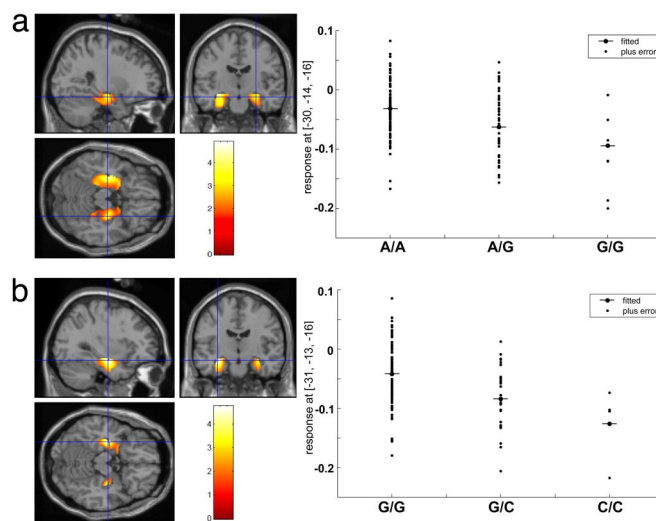 a
response at [-30, -14, -16]
0.1
0
-0.1
-0.2
fitted
plus error
A/A
A/G
G/G
4
3
2
1
0
b
response at [-31, -13, -16]
0.1
0
-0.1
-0.2
fitted
plus error
G/G
G/C
C/C
4
3
2
1
0